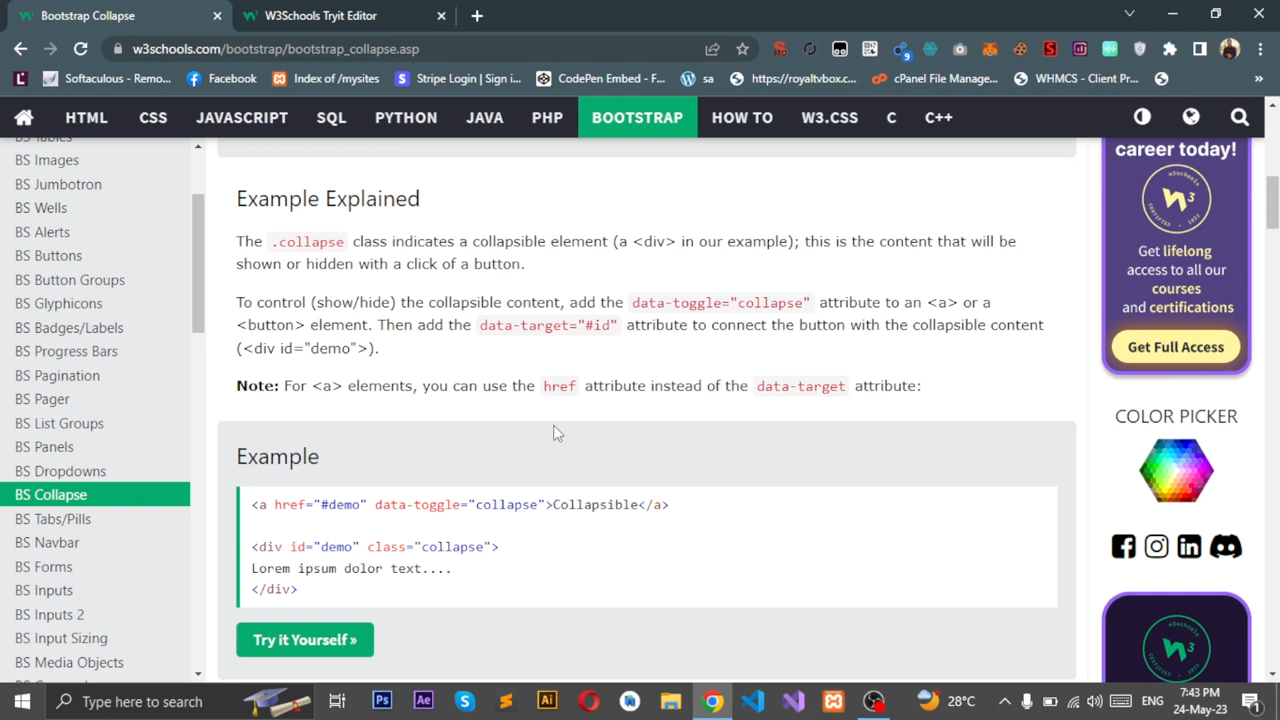 Bootstrap Collapse
W3Schools Tryit Editor
w3schools.com/bootstrap/bootstrap_collapse.asp
9
Softaculous - Remo...
Facebook
Index of /mysites
Stripe Login | Sign i...
CodePen Embed - F...
sa
https://royaltvbox.c...
cPanel File Manage...
WHMCS - Client Pr...
HTML
CSS
JAVASCRIPT
SQL
PYTHON
JAVA
PHP
BOOTSTRAP
HOW TO
W3.CSS
C
C++
BS Tables
BS Images
BS Jumbotron
BS Wells
BS Alerts
BS Buttons
BS Button Groups
BS Glyphicons
BS Badges/Labels
BS Progress Bars
BS Pagination
BS Pager
BS List Groups
BS Panels
BS Dropdowns
BS Collapse
BS Tabs/Pills
BS Navbar
BS Forms
BS Inputs
BS Inputs 2
BS Input Sizing
BS Media Objects
Example Explained
The .collapse class indicates a collapsible element (a <div> in our example); this is the content that will be
shown or hidden with a click of a button.
To control (show/hide) the collapsible content, add the data-toggle="collapse" attribute to an <a> or a
<button> element. Then add the data-target="#id" attribute to connect the button with the collapsible content
(<div id="demo">).
Note: For <a> elements, you can use the href attribute instead of the data-target attribute:
Example
<a href="#demo" data-toggle="collapse">Collapsible</a>
<div id="demo" class="collapse">
Lorem ipsum dolor text....
</div>
Try it Yourself »
career today!
Get lifelong
access to all our
courses
and certifications
Get Full Access
COLOR PICKER
Type here to search
28°C
ENG
7:43 PM
24-May-23